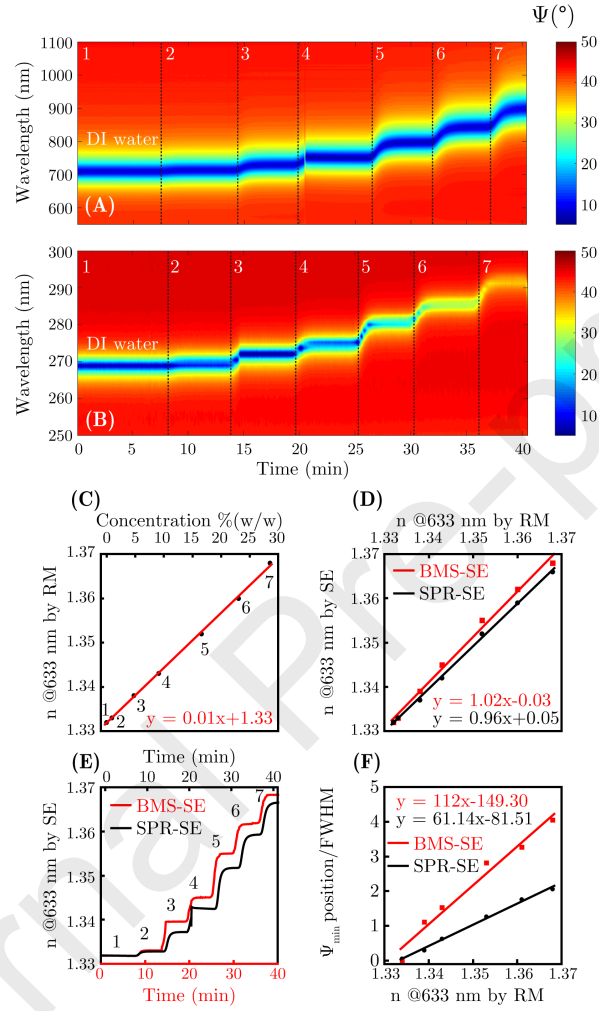 Ψ(°)
1 2 3 4 5 6 7
1100
1000
900
800
700
600
Wavelength (nm)
DI water
(A)
50
40
30
20
10
1 2 3 4 5 6 7
300
290
280
270
260
250
Wavelength (nm)
DI water
(B)
50
40
30
20
10
0 5 10 15 20 25 30 35 40
Time (min)
(C)
Concentration %(w/w)
0 5 10 15 20 25 30
1.37
1.36
1.35
1.34
1.33
n @633 nm by RM
1 2 3 4 5 6 7
y = 0.01x+1.33
(D)
n @633 nm by RM
1.33 1.34 1.35 1.36 1.37
1.37
1.36
1.35
1.34
1.33
n @633 nm by SE
BMS-SE
SPR-SE
y = 1.02x-0.03
y = 0.96x+0.05
(E)
Time (min)
0 10 20 30 40
1.37
1.36
1.35
1.34
1.33
n @633 nm by SE
BMS-SE
SPR-SE
1 2 3 4 5 6 7
0 10 20 30 40
Time (min)
(F)
5
4
3
2
1
0
Ψmin position/FWHM
y = 112x-149.30
y = 61.14x-81.51
BMS-SE
SPR-SE
1.33 1.34 1.35 1.36 1.37
n @633 nm by RM
rnal Pre-p